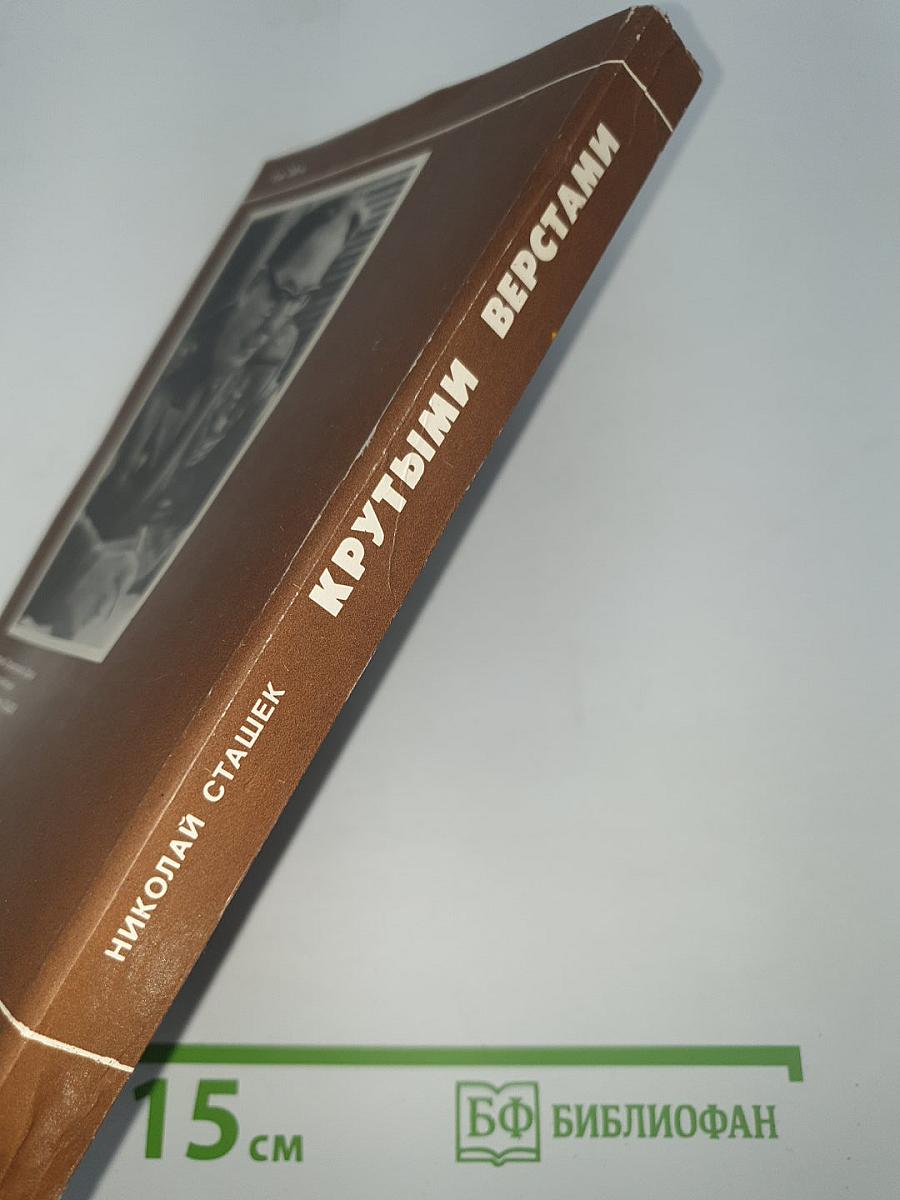 НИКОЛАЙ СТАШЕК
КРУТЫМИ ВЕРСТАМИ
15 см
БФ БИБЛИОФАН